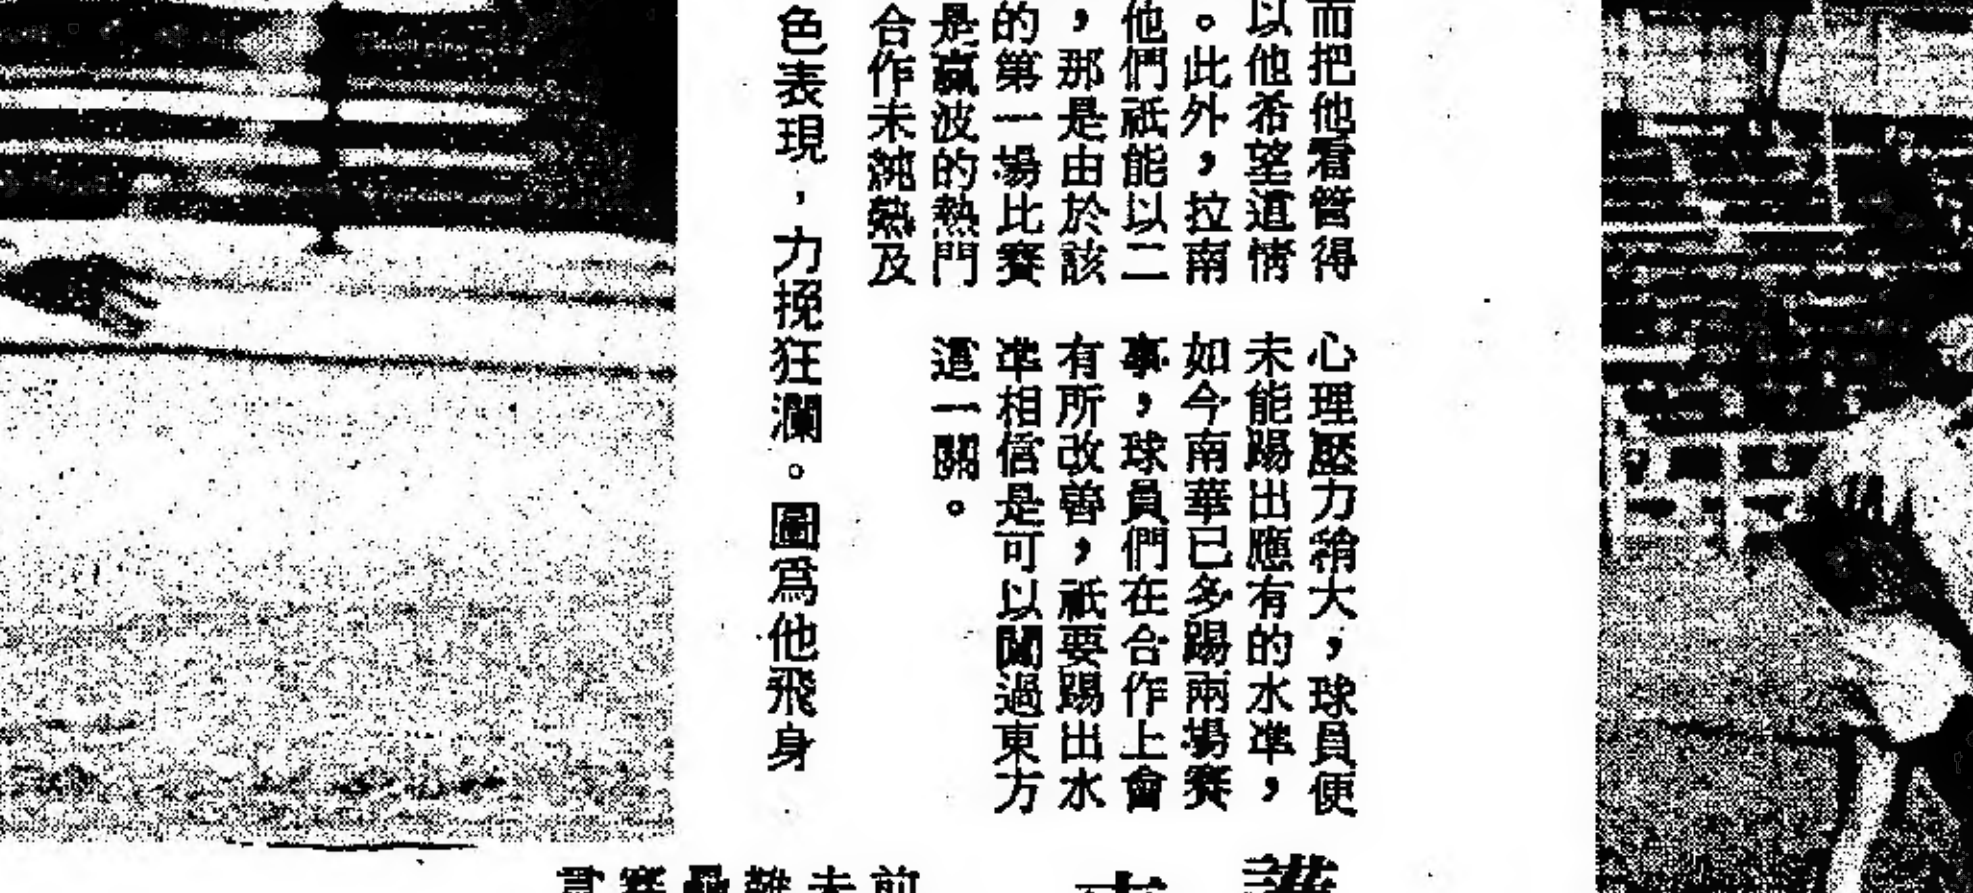 而把他看管得
以他希望這情
。此外，拉南
他們祇能以二
，那是由於該
的第一場比賽
是贏波的熱門
合作未純熟及
心理壓力稍大，球員便
未能踢出應有的水準，
如今南華已多踢兩場賽
事，球員們在合作上會
有所改善，祇要踢出水
準相信是可以闖過東方
這一關。
色表現，力挽狂瀾。圖爲他飛身